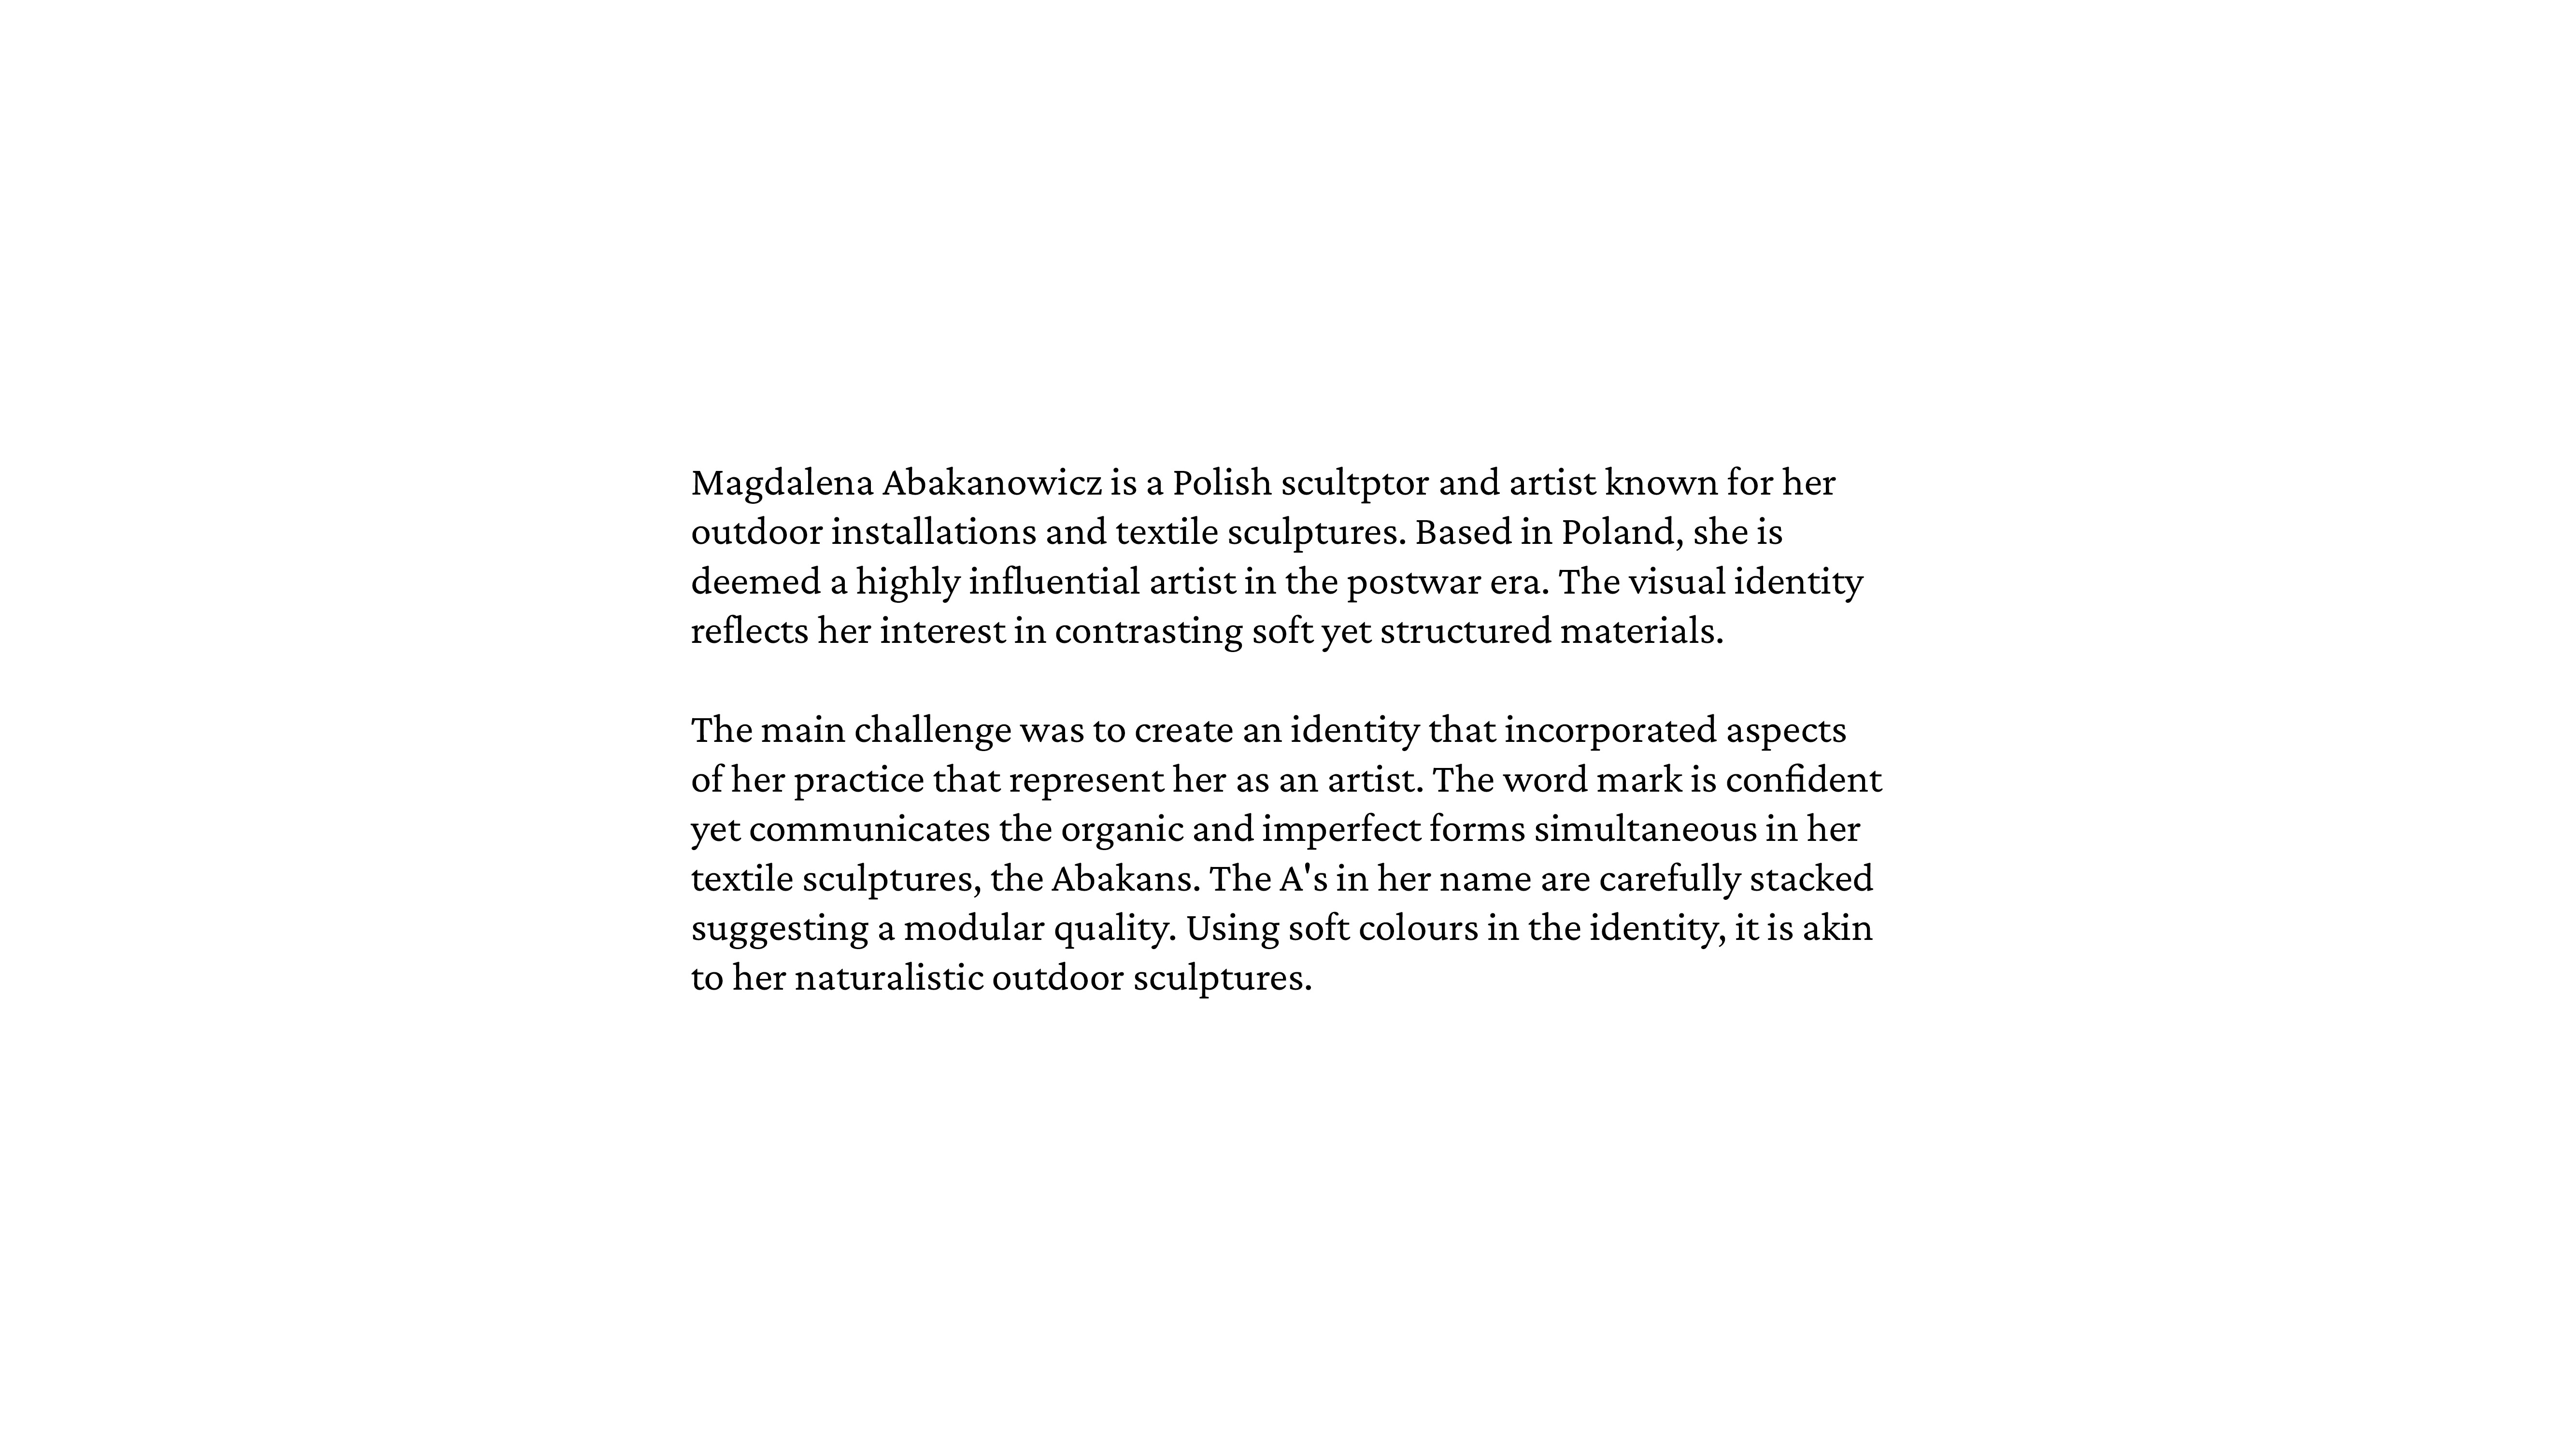 Magdalena Abakanowicz is a Polish scultptor and artist known for her
outdoor installations and textile sculptures. Based in Poland, she is
deemed a highly influential artist in the postwar era. The visual identity
reflects her interest in contrasting soft yet structured materials.
The main challenge was to create an identity that incorporated aspects
of her practice that represent her as an artist. The word mark is confident
yet communicates the organic and imperfect forms simultaneous in her
textile sculptures, the Abakans. The A's in her name are carefully stacked
suggesting a modular quality. Using soft colours in the identity, it is akin
to her naturalistic outdoor sculptures.